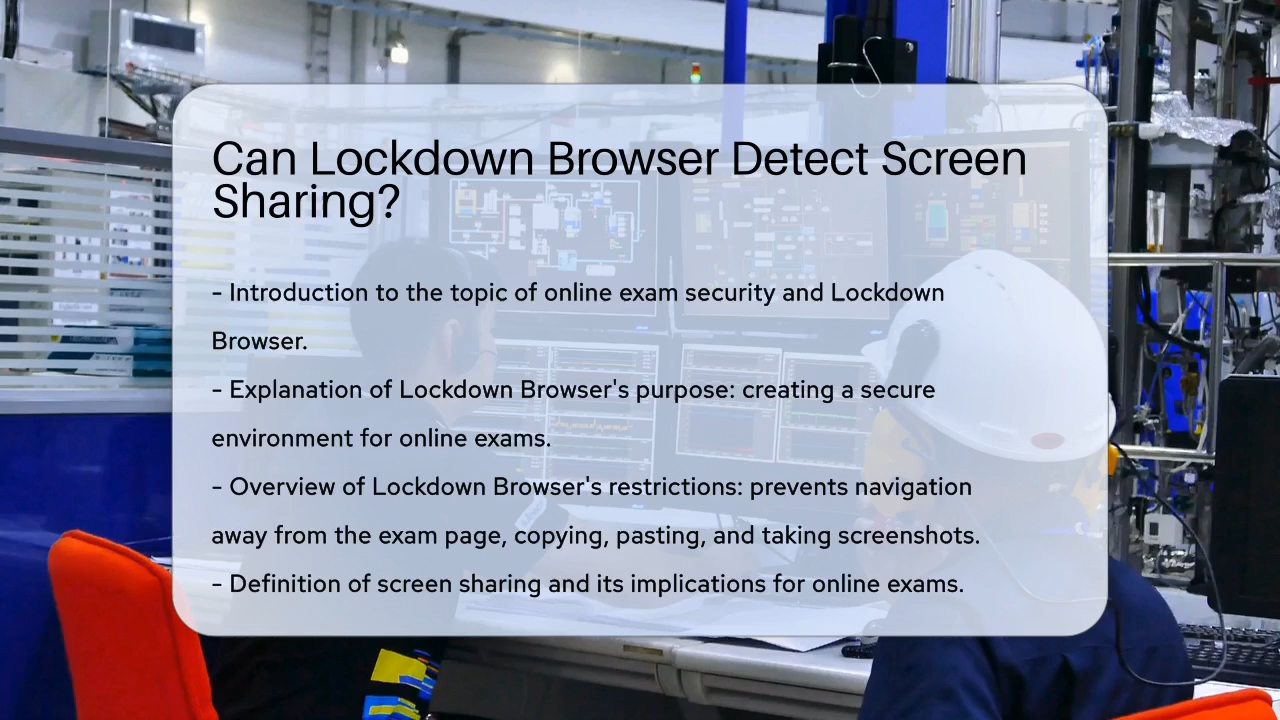 Can Lockdown Browser Detect Screen
Sharing?
- Introduction to the topic of online exam security and Lockdown
Browser.
- Explanation of Lockdown Browser's purpose: creating a secure
environment for online exams.
- Overview of Lockdown Browser's restrictions: prevents navigation
away from the exam page, copying, pasting, and taking screenshots.
- Definition of screen sharing and its implications for online exams.